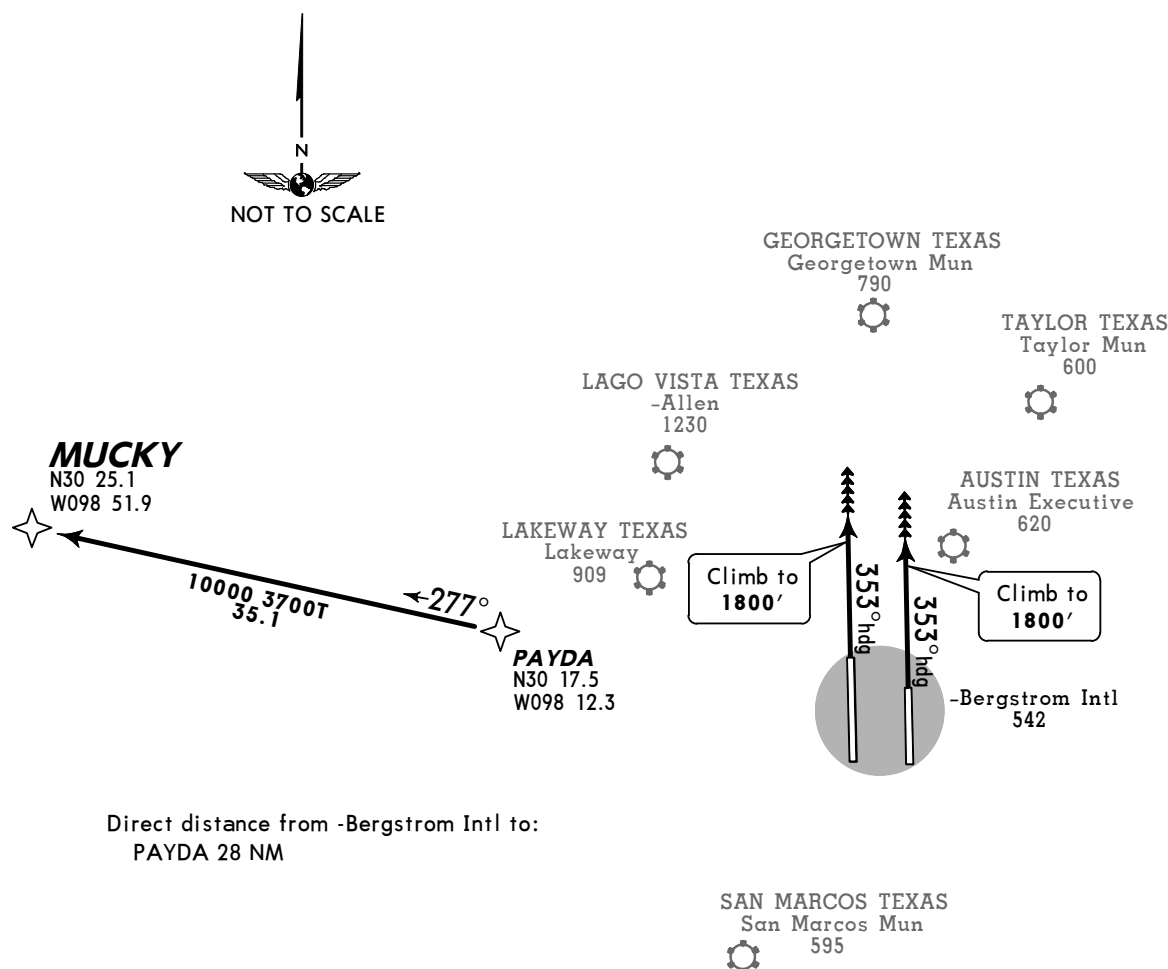 N
NOT TO SCALE
GEORGETOWN TEXAS
Georgetown Mun
790
TAYLOR TEXAS
Taylor Mun
600
LAGO VISTA TEXAS
-Allen
1230
MUCKY
N30 25.1
W098 51.9
AUSTIN TEXAS
Austin Executive
620
LAKEWAY TEXAS
Lakeway
909
Climb to
1800'
353°hdg
353°hdg
Climb to
1800'
10000 3700T
35.1
277°
PAYDA
N30 17.5
W098 12.3
-Bergstrom Intl
542
Direct distance from -Bergstrom Intl to:
PAYDA 28 NM
SAN MARCOS TEXAS
San Marcos Mun
595